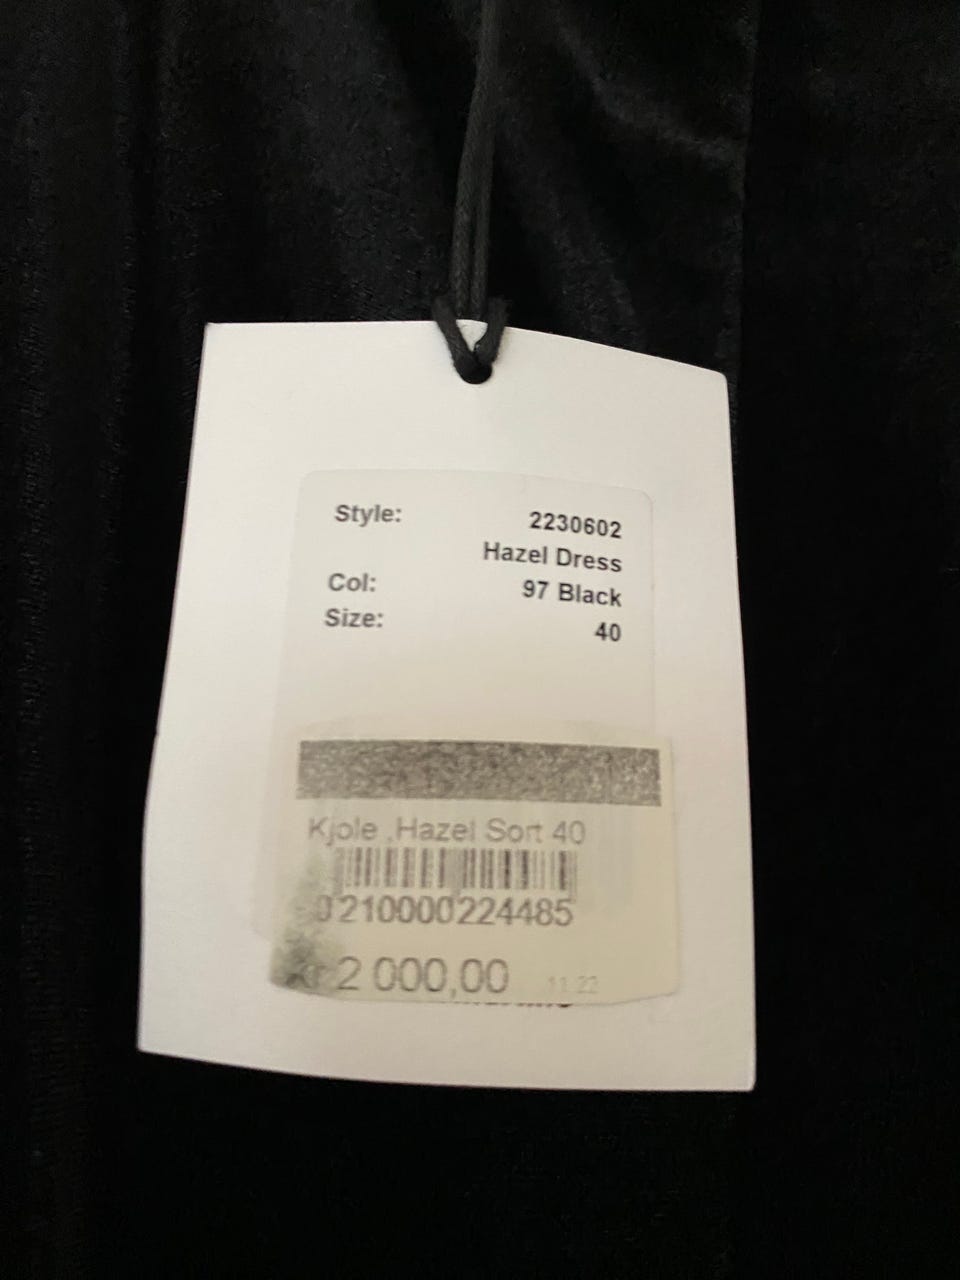 Style: 2230602
Hazel Dress
Col: 97 Black
Size: 40
Kjole .Hazel Sort 40
0210000224485
Kr 2 000,00 11.22